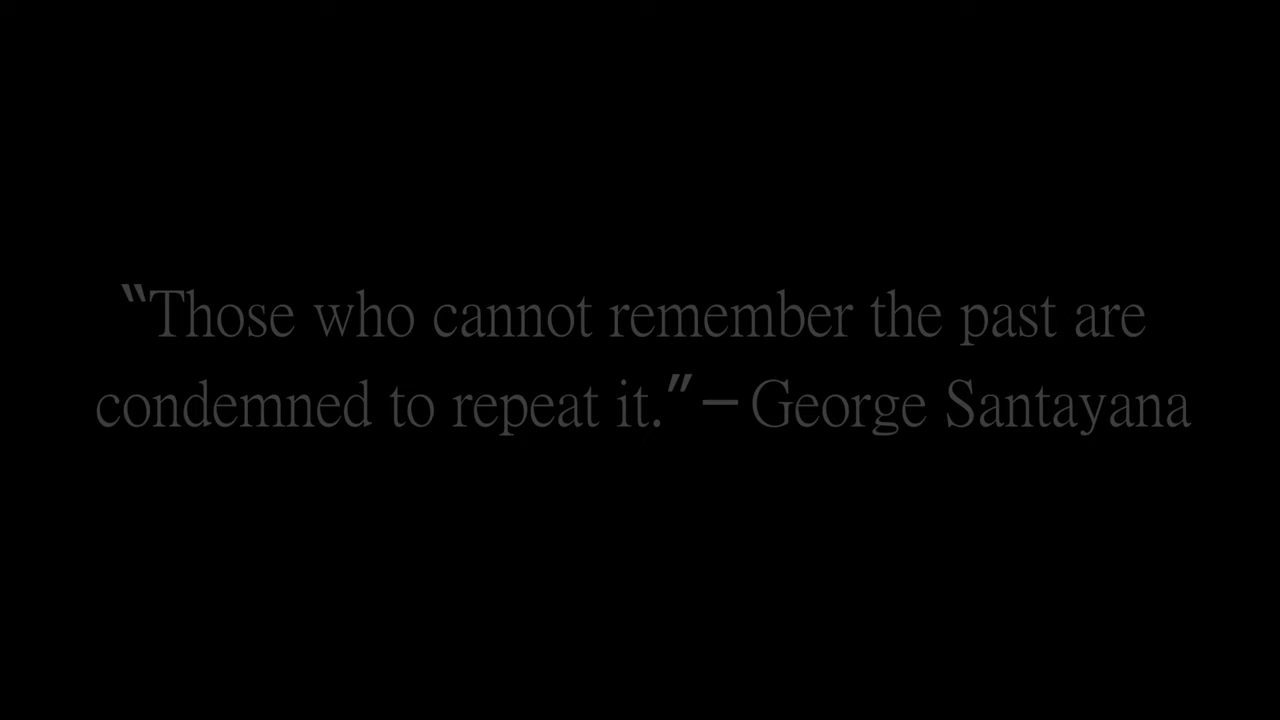 “Those who cannot remember the past are
condemned to repeat it.” – George Santayana